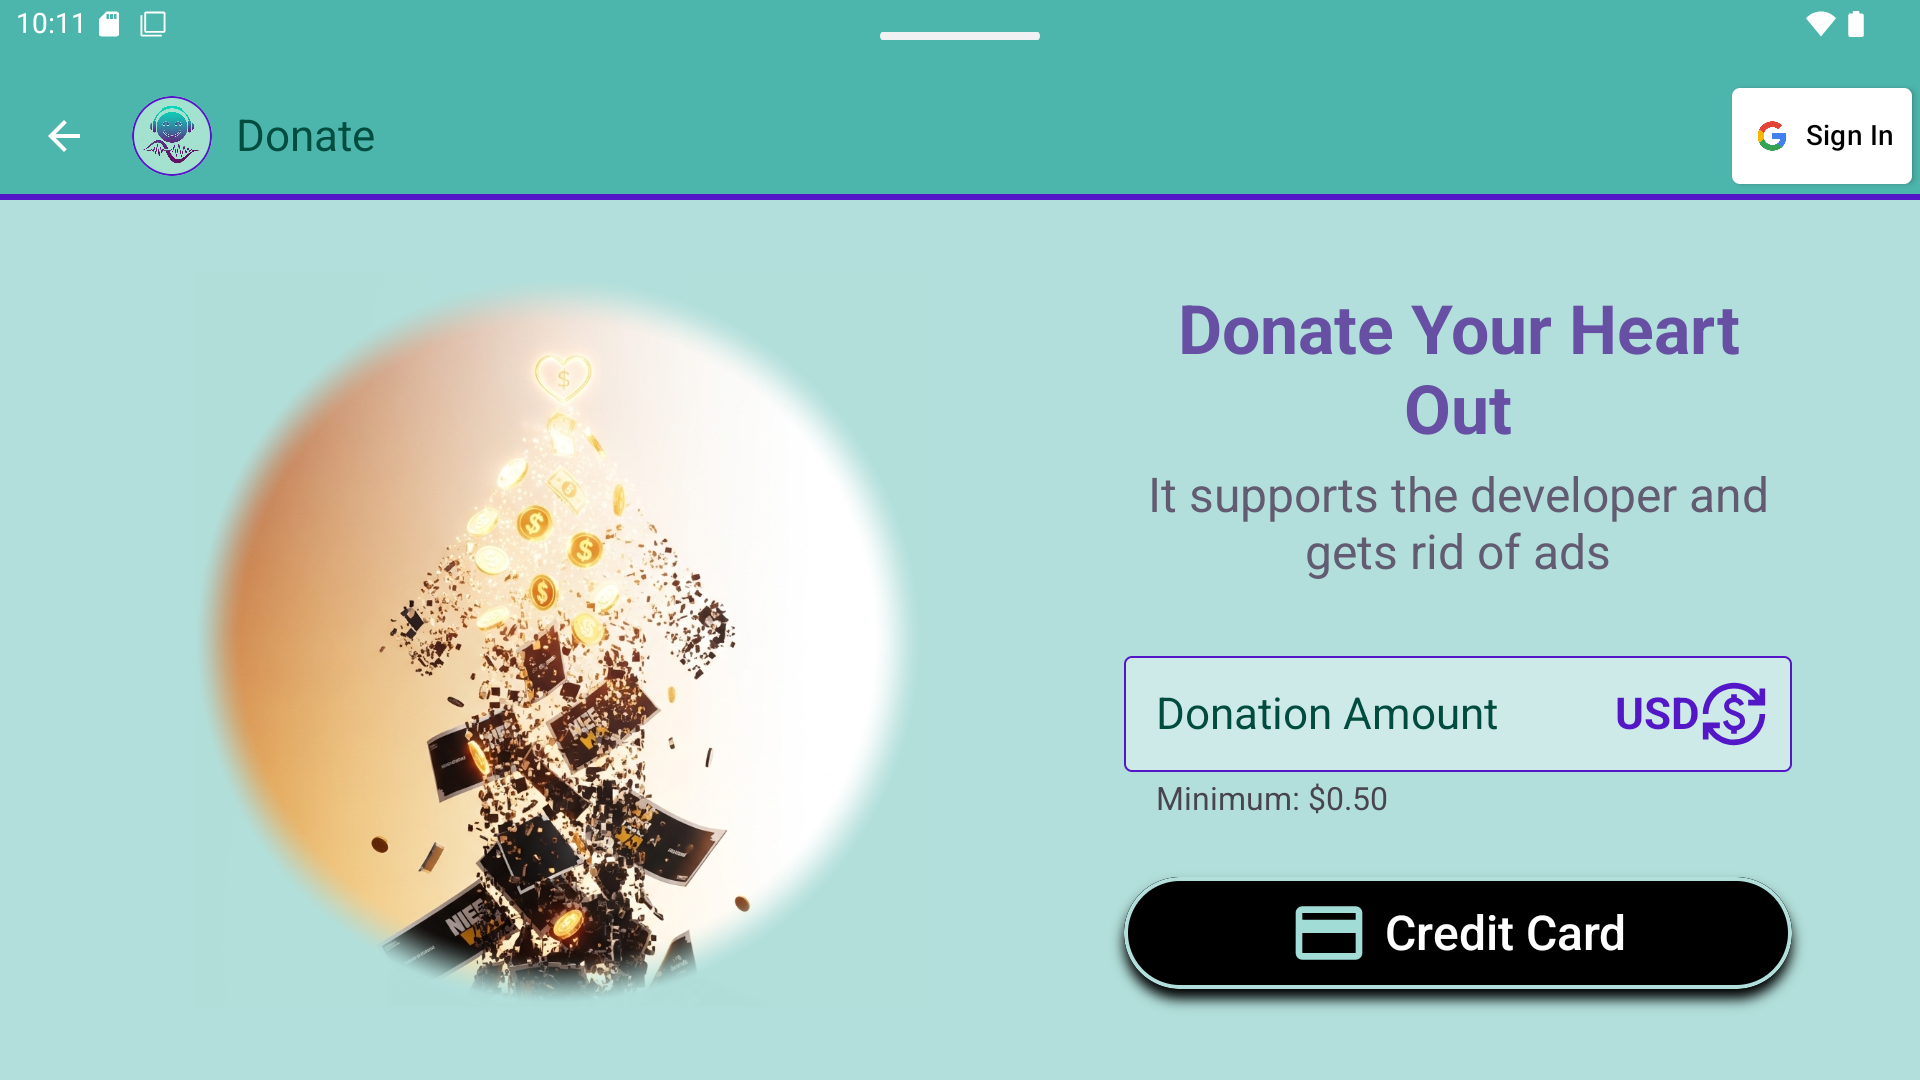 10:11
Donate
Sign In
Donate Your Heart
Out
It supports the developer and
gets rid of ads
Donation Amount
USD
Minimum: $0.50
Credit Card